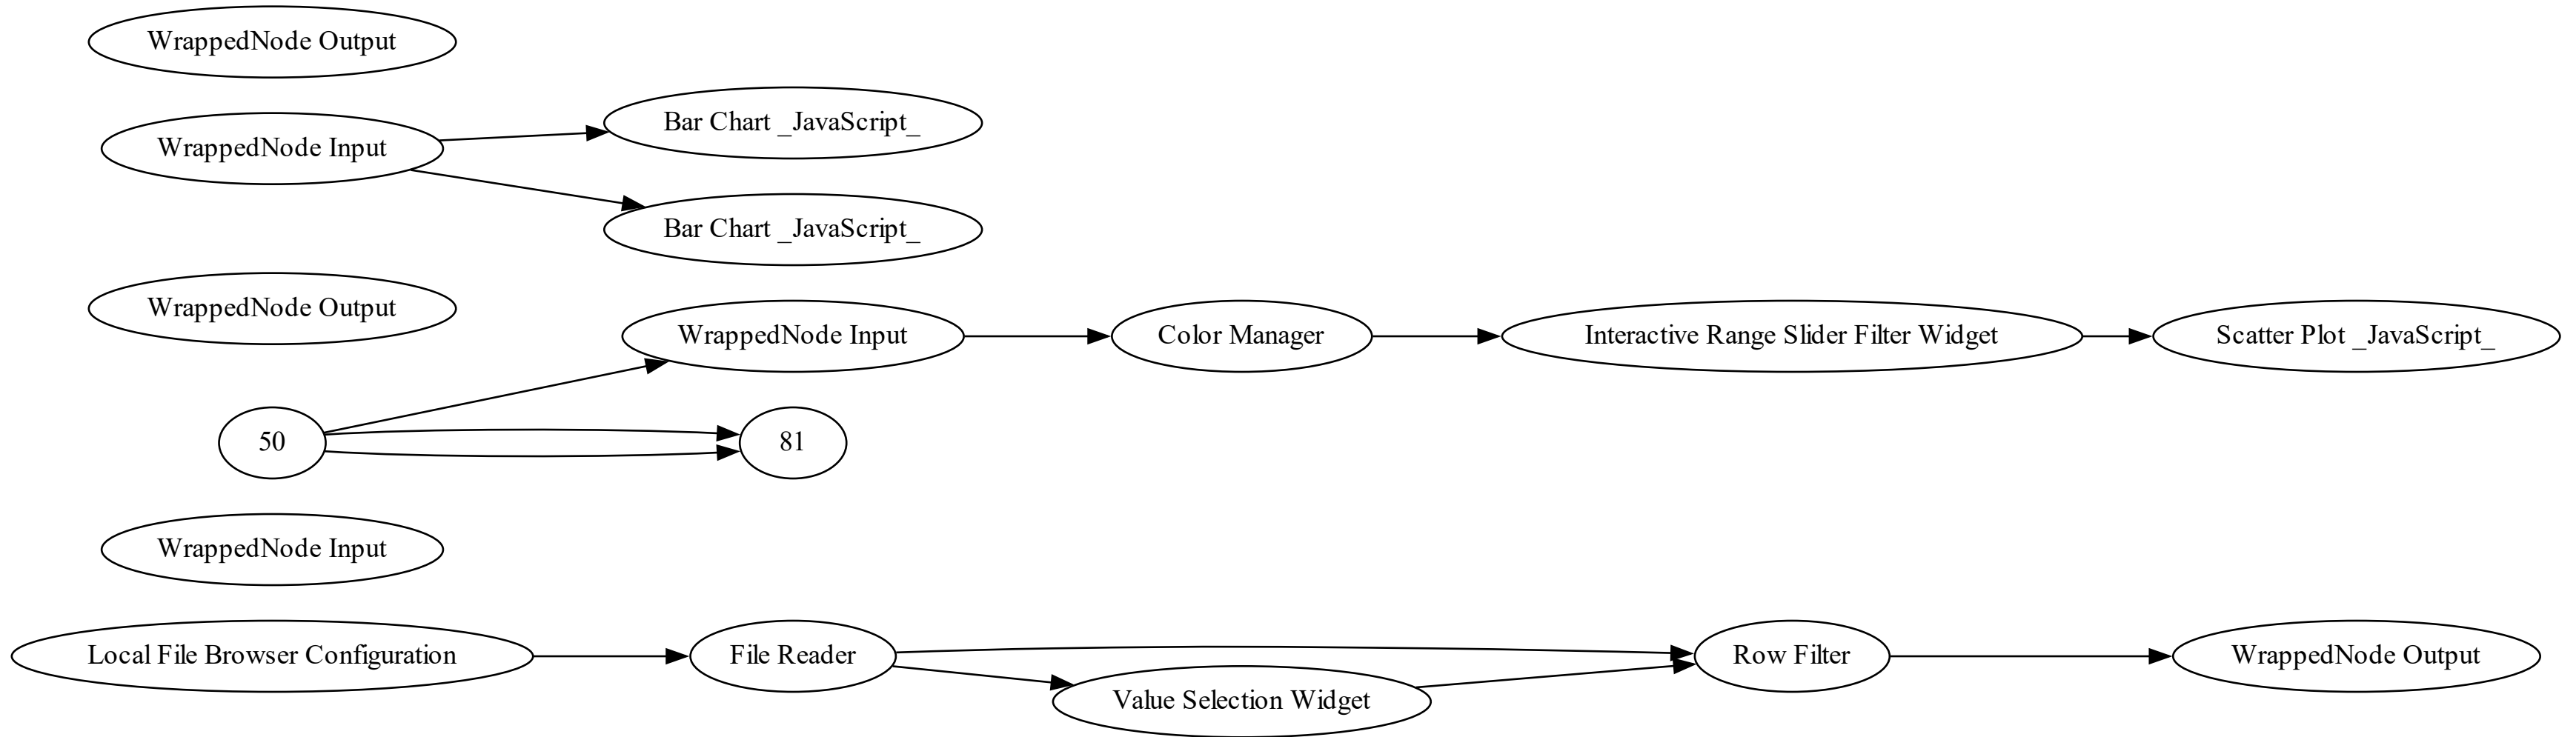 WrappedNode Output
WrappedNode Input
Bar Chart _JavaScript_
Bar Chart _JavaScript_
WrappedNode Output
WrappedNode Input
Color Manager
Interactive Range Slider Filter Widget
Scatter Plot _JavaScript_
50
81
WrappedNode Input
Local File Browser Configuration
File Reader
Value Selection Widget
Row Filter
WrappedNode Output